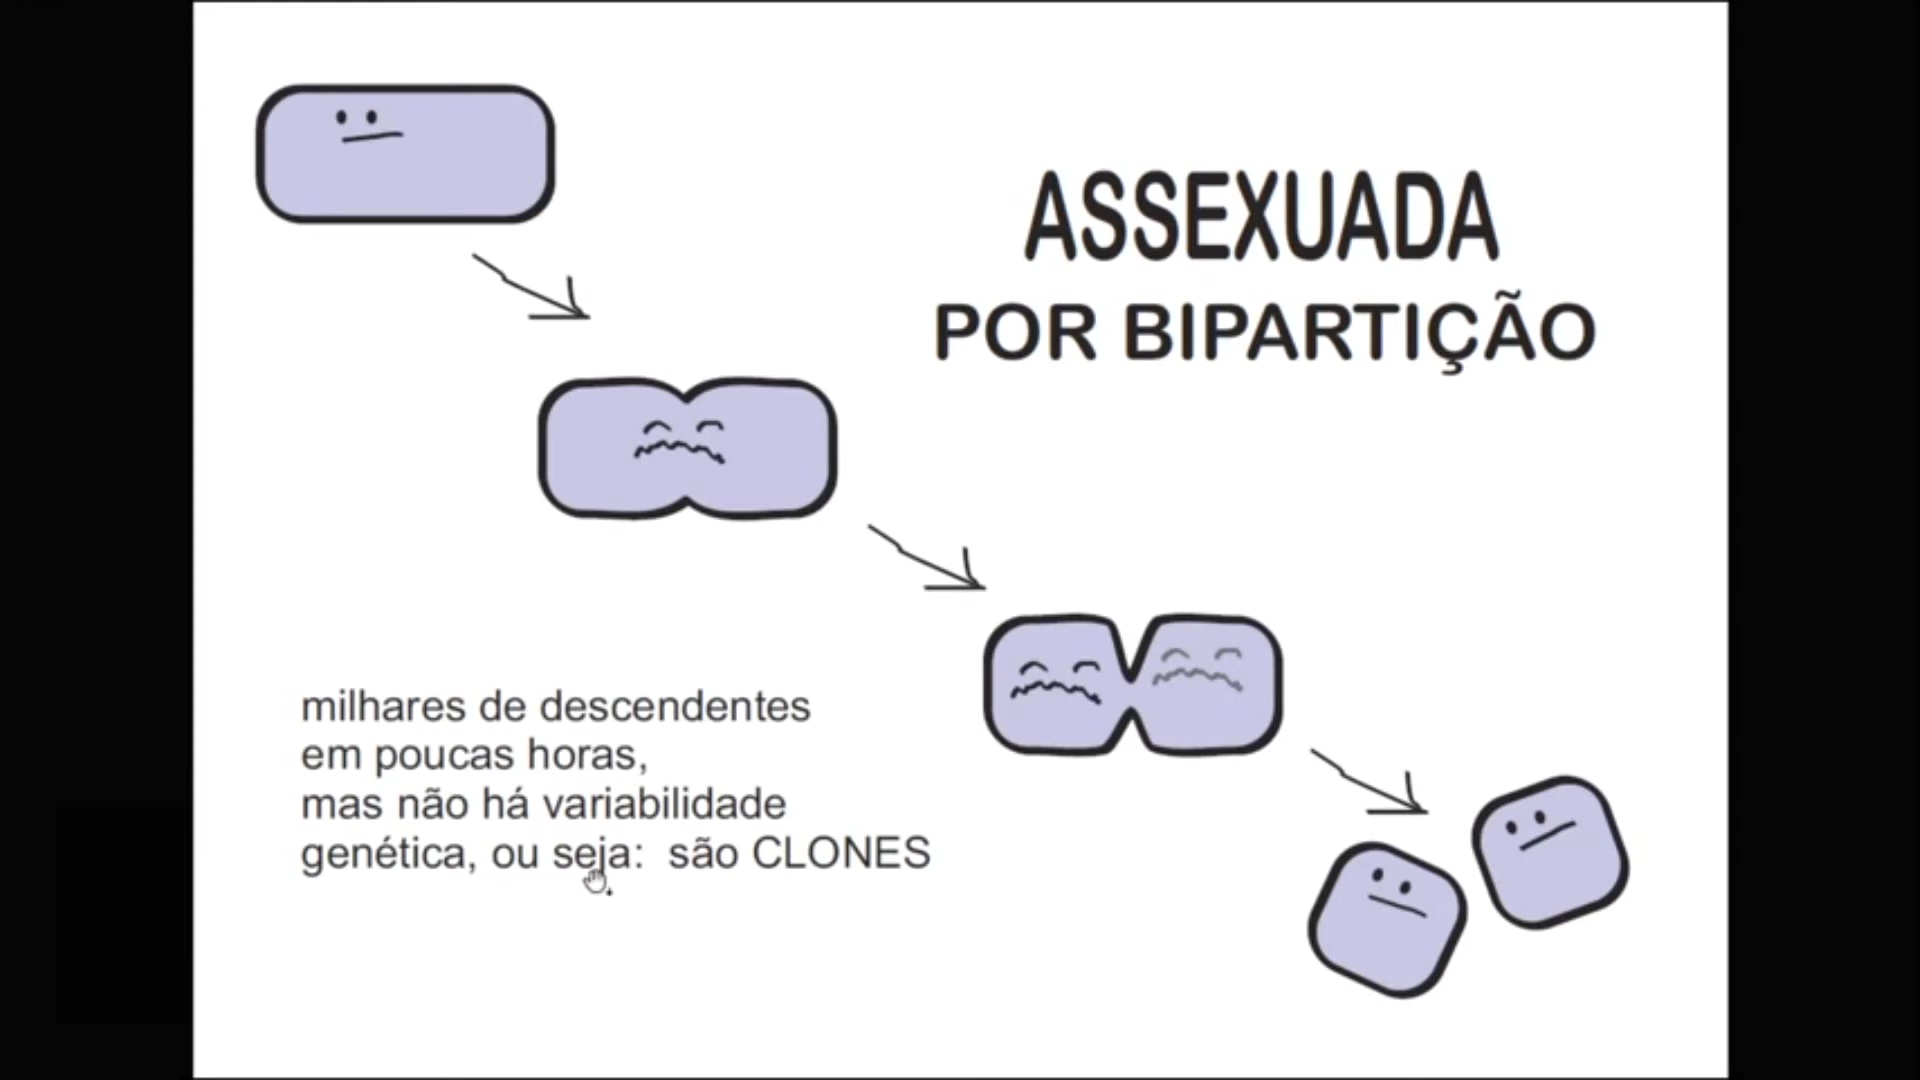 ASSEXUADA
POR BIPARTIÇÃO
milhares de descendentes
em poucas horas,
mas não há variabilidade
genética, ou seja: são CLONES